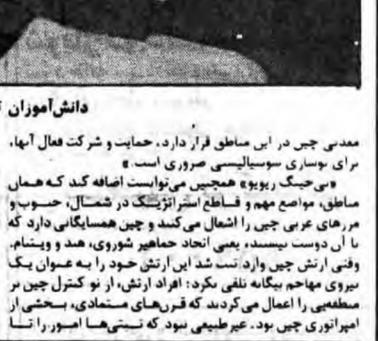 دانش‌آموزان
معدنی چین در این مناطق قرار دارد، حمایت و شرکت فعال آنها،
برای نوسازی سوسیالیستی ضروری است.»
«بی‌جینگ ریویو» همچنین می‌توانست اضافه کند که همان
مناطق، مواضع مهم و قاطع استراتژیک در شمال، جنوب و
مرزهای غربی چین را اشغال می‌کنند و چین همسایگانی دارد که
با آن دوست نیستند، یعنی اتحاد جماهیر شوروی، هند و ویتنام.
وقتی ارتش چین وارد تبت شد این ارتش خود را به عنوان یک
نیروی مهاجم بیگانه تلقی نکرد: افراد ارتش، از نو کنترل چین بر
منطقه‌یی را اعمال می‌کردند که قرن‌های متمادی، بخشی از
امپراتوری چین بود. غیرطبیعی نبود که تبتی‌ها امور را تا